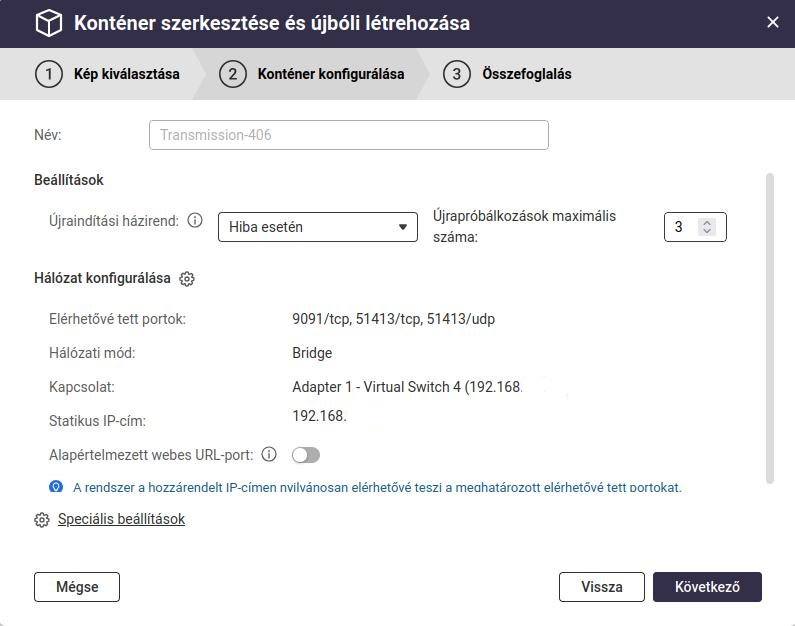 Konténer szerkesztése és újbóli létrehozása
1 Kép kiválasztása 2 Konténer konfigurálása 3 Összefoglalás
Név: Transmission-406
Beállítások
Újraindítási házirend: Hiba esetén Újrapróbálkozások maximális
száma: 3
Hálózat konfigurálása
Elérhetővé tett portok: 9091/tcp, 51413/tcp, 51413/udp
Hálózati mód: Bridge
Kapcsolat: Adapter 1 - Virtual Switch 4 (192.168.
Statikus IP-cím: 192.168.
Alapértelmezett webes URL-port:
A rendszer a hozzárendelt IP-címen nyilvánosan elérhetővé teszi a meghatározott elérhetővé tett portokat.
Speciális beállítások
Mégse Vissza Következő